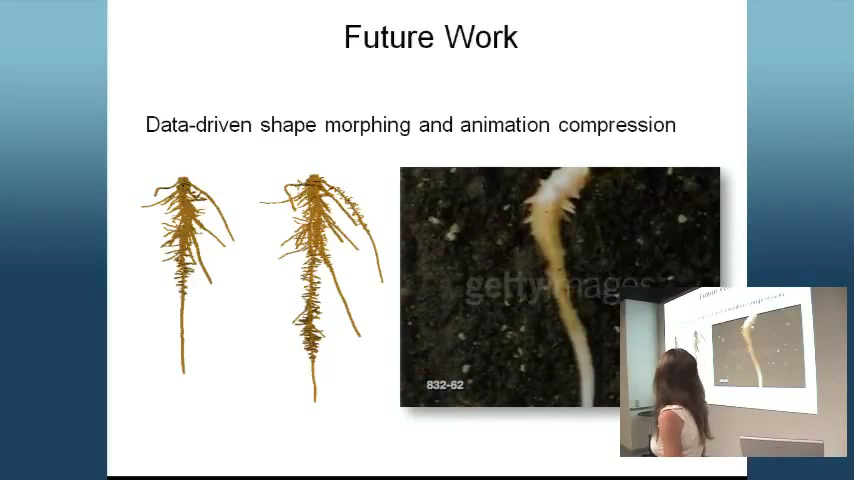 Future Work
Data-driven shape morphing and animation compression
gettyimages
832-62